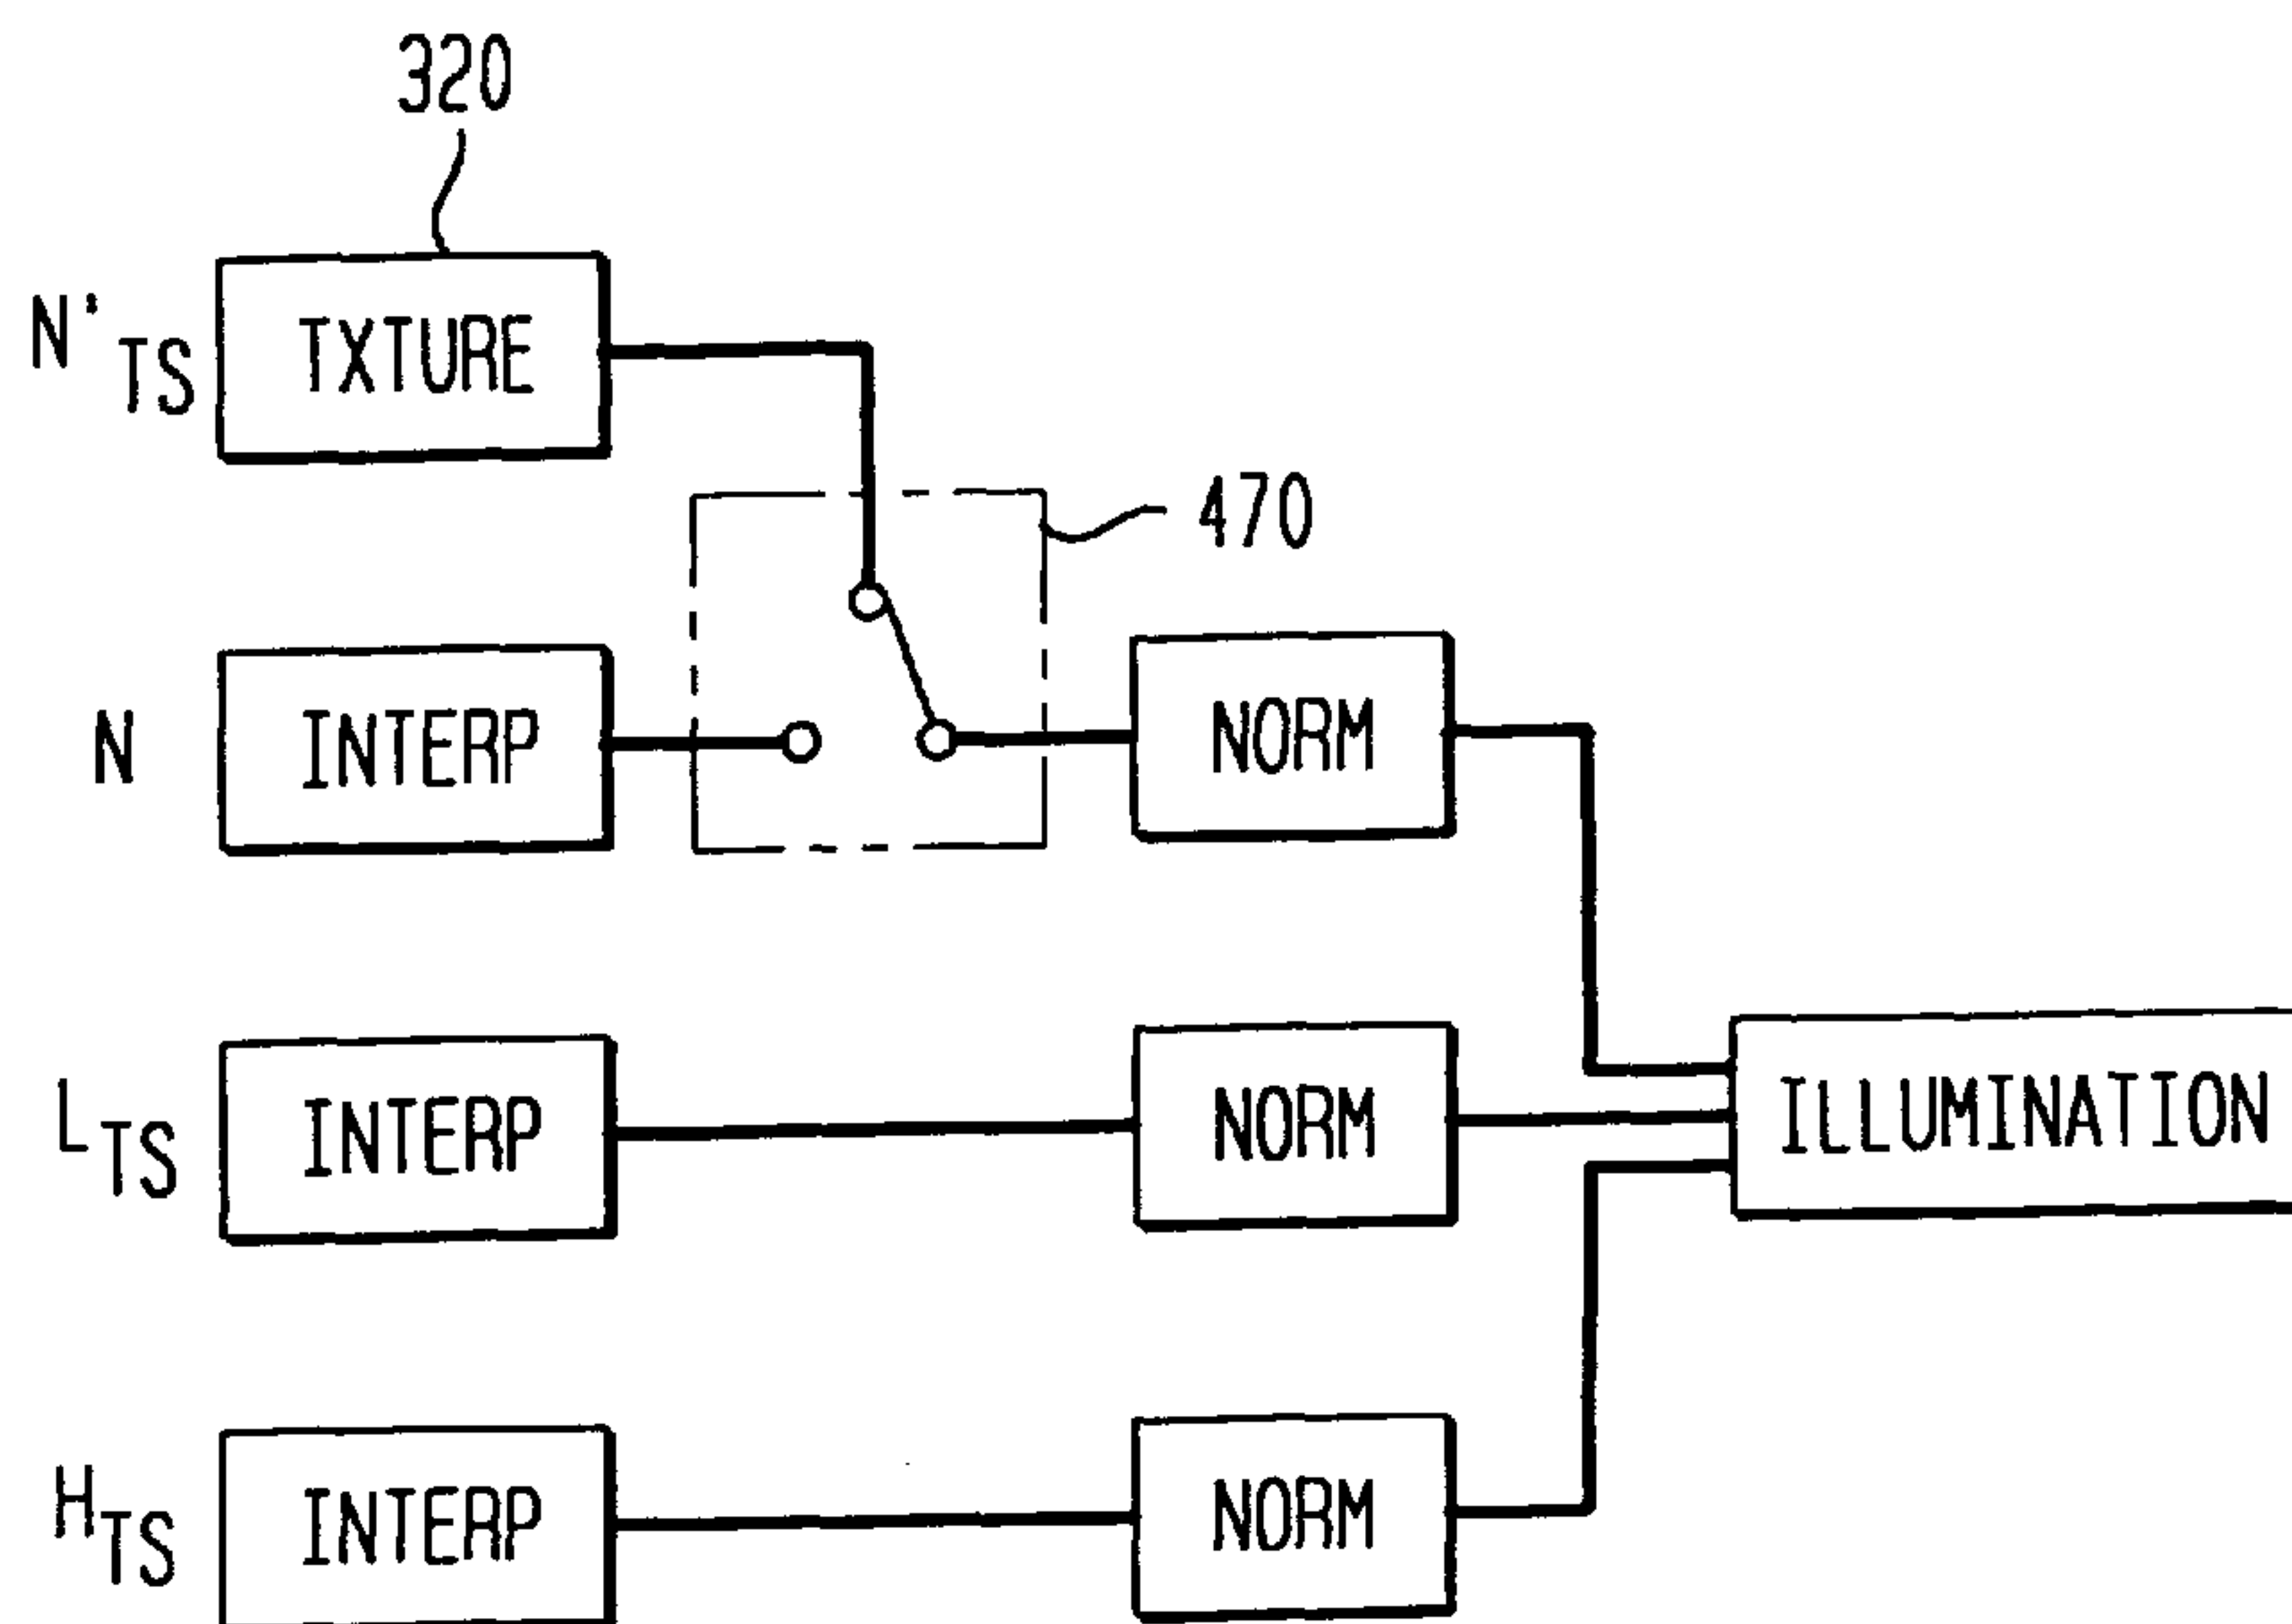 320
N'TS TXTURE
470
N INTERP NORM
LTS INTERP NORM ILLUMINATION
HTS INTERP NORM